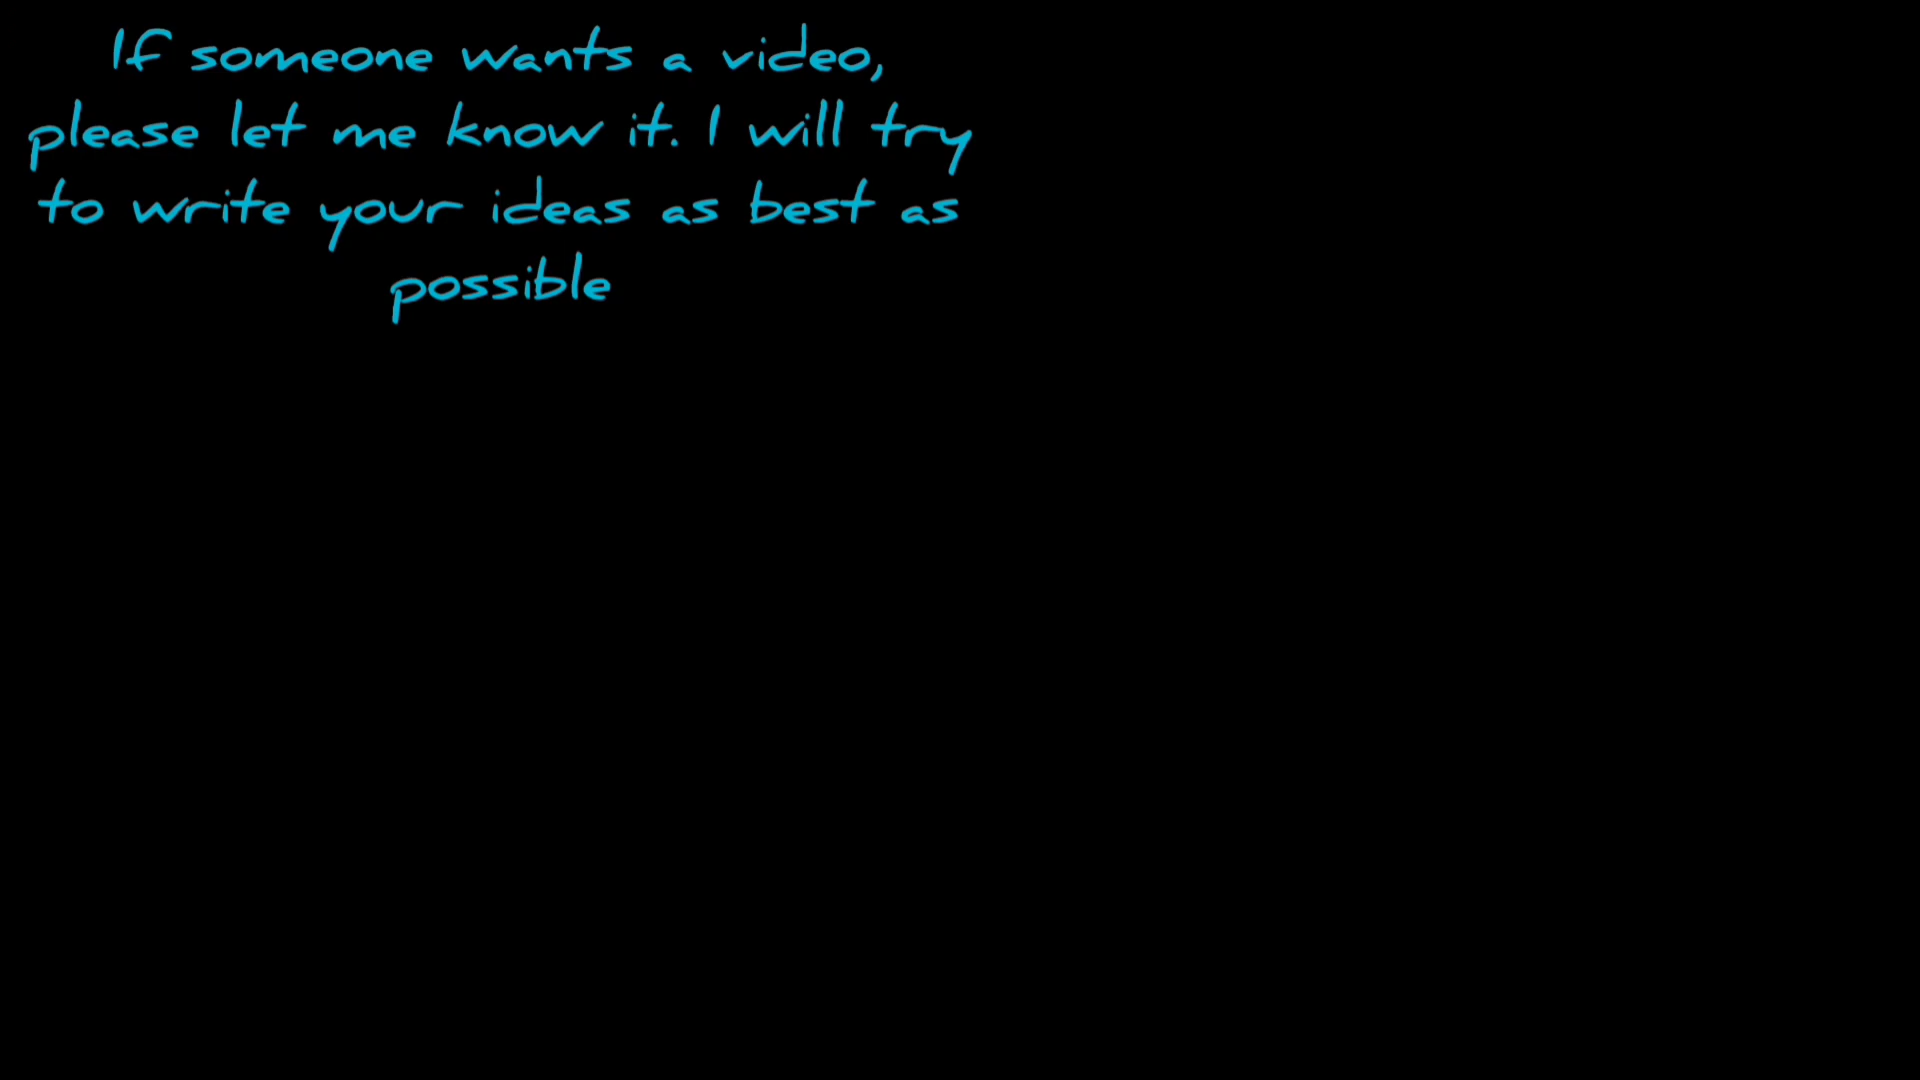 If someone wants a video,
please let me know it. I will try
to write your ideas as best as
possible